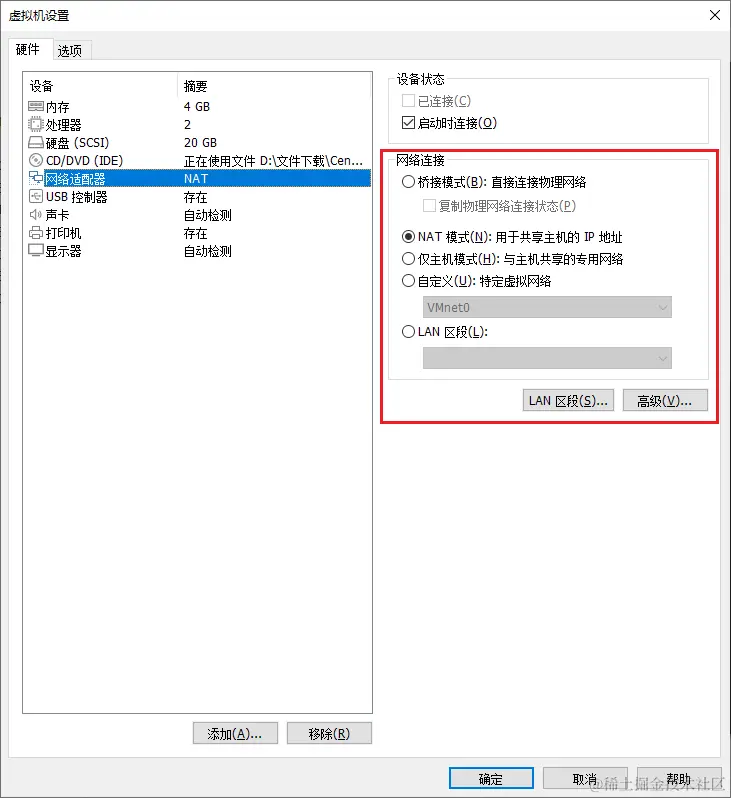 虚拟机设置
硬件 选项
设备 摘要
内存 4 GB
处理器 2
硬盘 (SCSI) 20 GB
CD/DVD (IDE) 正在使用文件 D:\文件下载\Cen...
网络适配器 NAT
USB 控制器 存在
声卡 自动检测
打印机 存在
显示器 自动检测
添加(A)... 移除(R)
设备状态
已连接(C)
启动时连接(O)
网络连接
桥接模式(B): 直接连接物理网络
复制物理网络连接状态(P)
NAT 模式(N): 用于共享主机的 IP 地址
仅主机模式(H): 与主机共享的专用网络
自定义(U): 特定虚拟网络
VMnet0
LAN 区段(L):
LAN 区段(S)... 高级(V)...
确定 取消 帮助
@稀土掘金技术社区